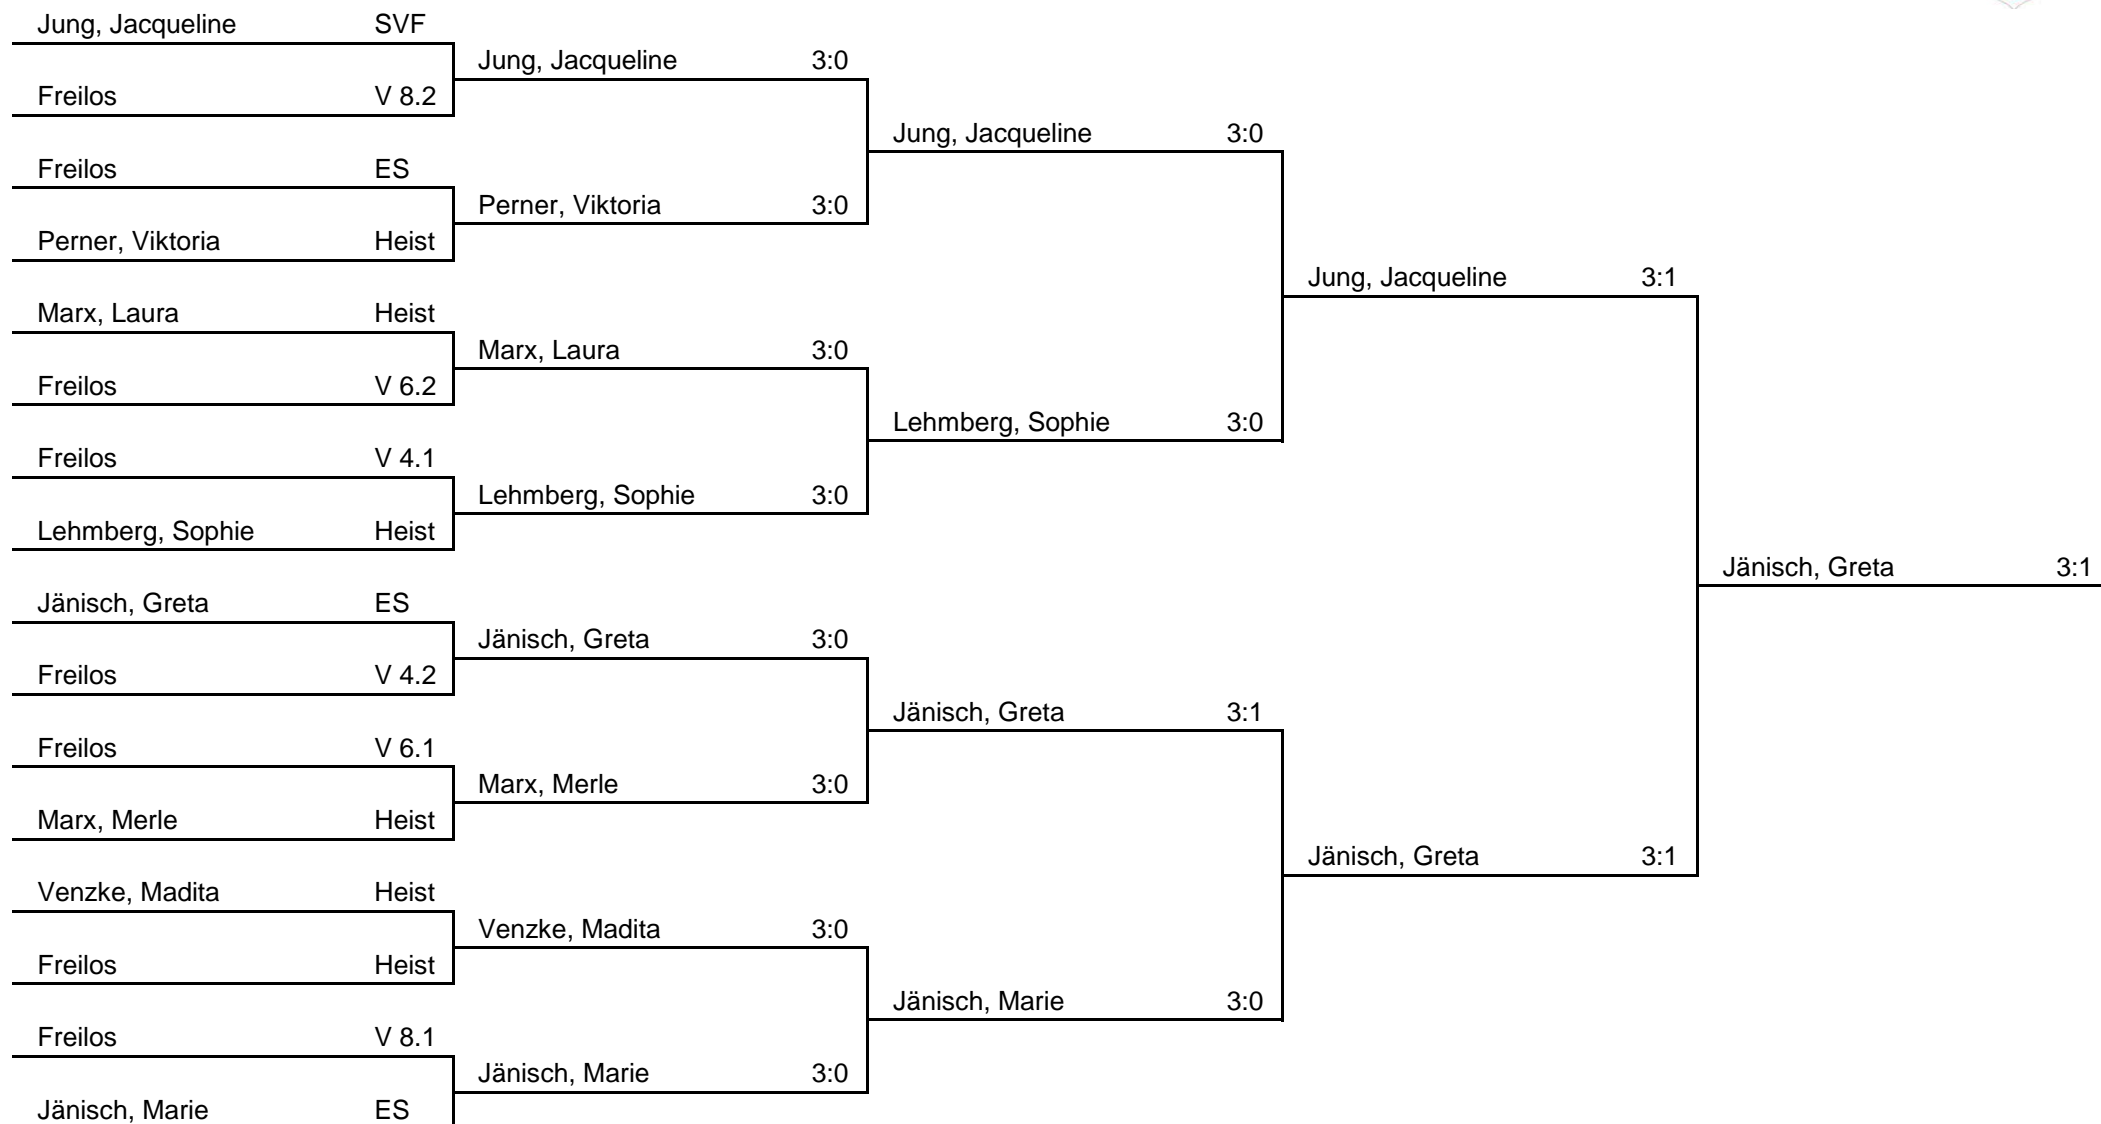 Jung, Jacqueline SVF
Jung, Jacqueline 3:0
Freilos V 8.2
Jung, Jacqueline 3:0
Freilos ES
Perner, Viktoria 3:0
Perner, Viktoria Heist
Jung, Jacqueline 3:1
Marx, Laura Heist
Marx, Laura 3:0
Freilos V 6.2
Lehmberg, Sophie 3:0
Freilos V 4.1
Lehmberg, Sophie 3:0
Lehmberg, Sophie Heist
Jänisch, Greta 3:1
Jänisch, Greta ES
Jänisch, Greta 3:0
Freilos V 4.2
Jänisch, Greta 3:1
Freilos V 6.1
Marx, Merle 3:0
Marx, Merle Heist
Jänisch, Greta 3:1
Venzke, Madita Heist
Venzke, Madita 3:0
Freilos Heist
Jänisch, Marie 3:0
Freilos V 8.1
Jänisch, Marie 3:0
Jänisch, Marie ES